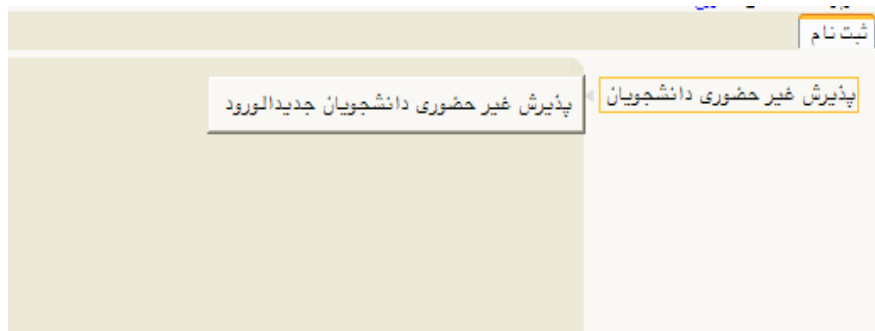 ثبت نام
پذیرش غیر حضوری دانشجویان
پذیرش غیر حضوری دانشجویان جدیدالورود